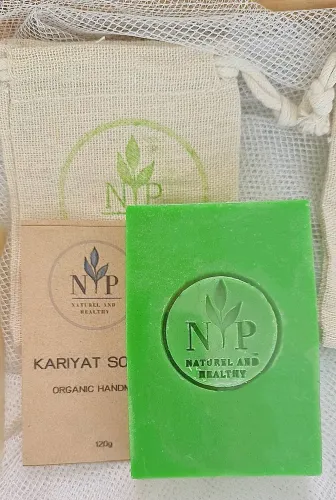 NP
NP
NATUREL AND
HEALTHY
KARIYAT SO
ORGANIC HANDM
120g
NP
NATUREL AND
HEALTHY